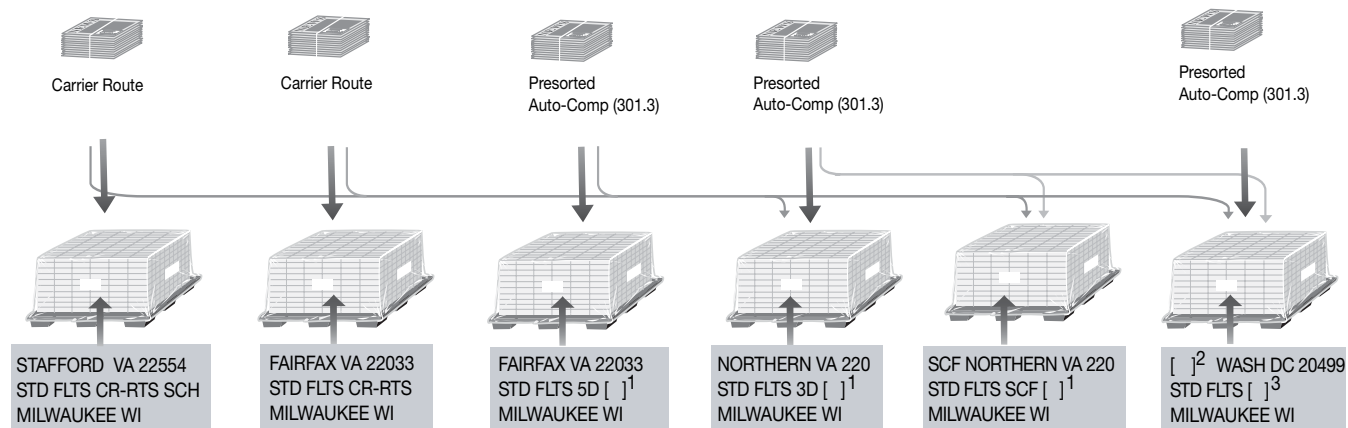 Carrier Route
Carrier Route
Presorted
Auto-Comp (301.3)
Presorted
Auto-Comp (301.3)
Presorted
Auto-Comp (301.3)
STAFFORD VA 22554
STD FLTS CR-RTS SCH
MILWAUKEE WI
FAIRFAX VA 22033
STD FLTS CR-RTS
MILWAUKEE WI
FAIRFAX VA 22033
STD FLTS 5D [ ]1
MILWAUKEE WI
NORTHERN VA 220
STD FLTS 3D [ ]1
MILWAUKEE WI
SCF NORTHERN VA 220
STD FLTS SCF [ ]1
MILWAUKEE WI
[ ]2 WASH DC 20499
STD FLTS [ ]3
MILWAUKEE WI